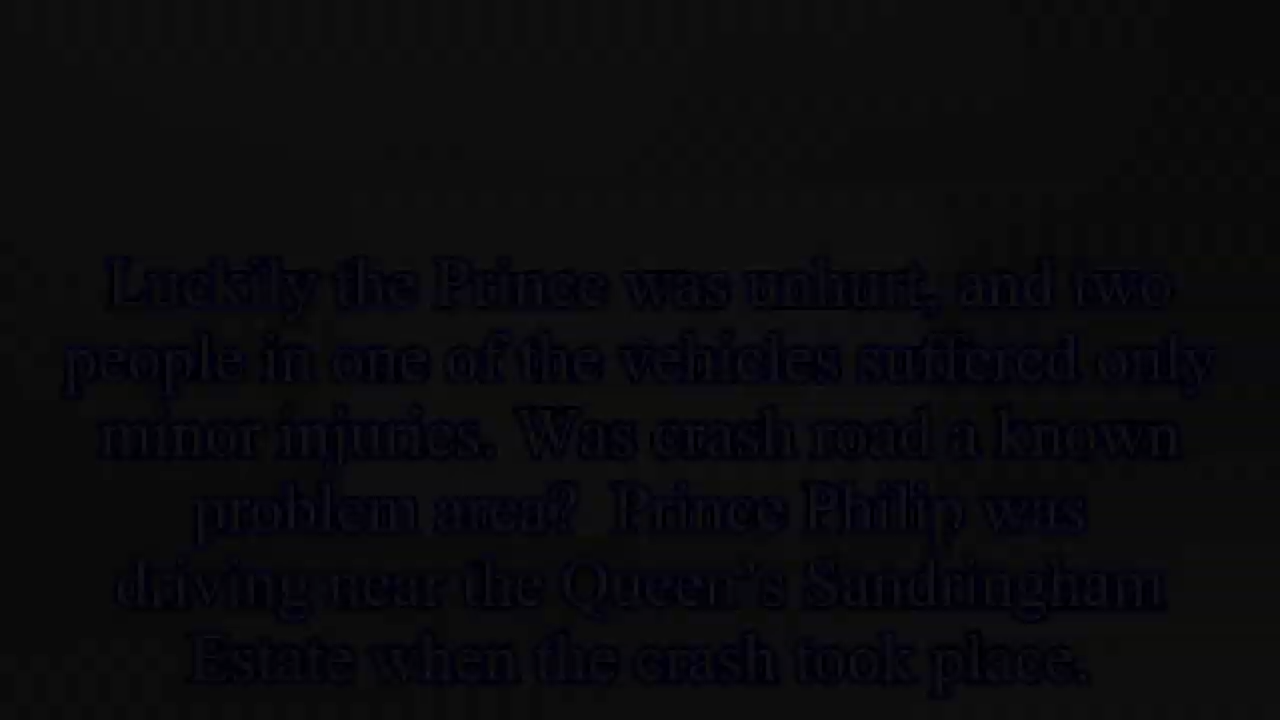 Luckily the Prince was unhurt, and two
people in one of the vehicles suffered only
minor injuries. Was crash road a known
problem area? Prince Philip was
driving near the Queen's Sandringham
Estate when the crash took place.